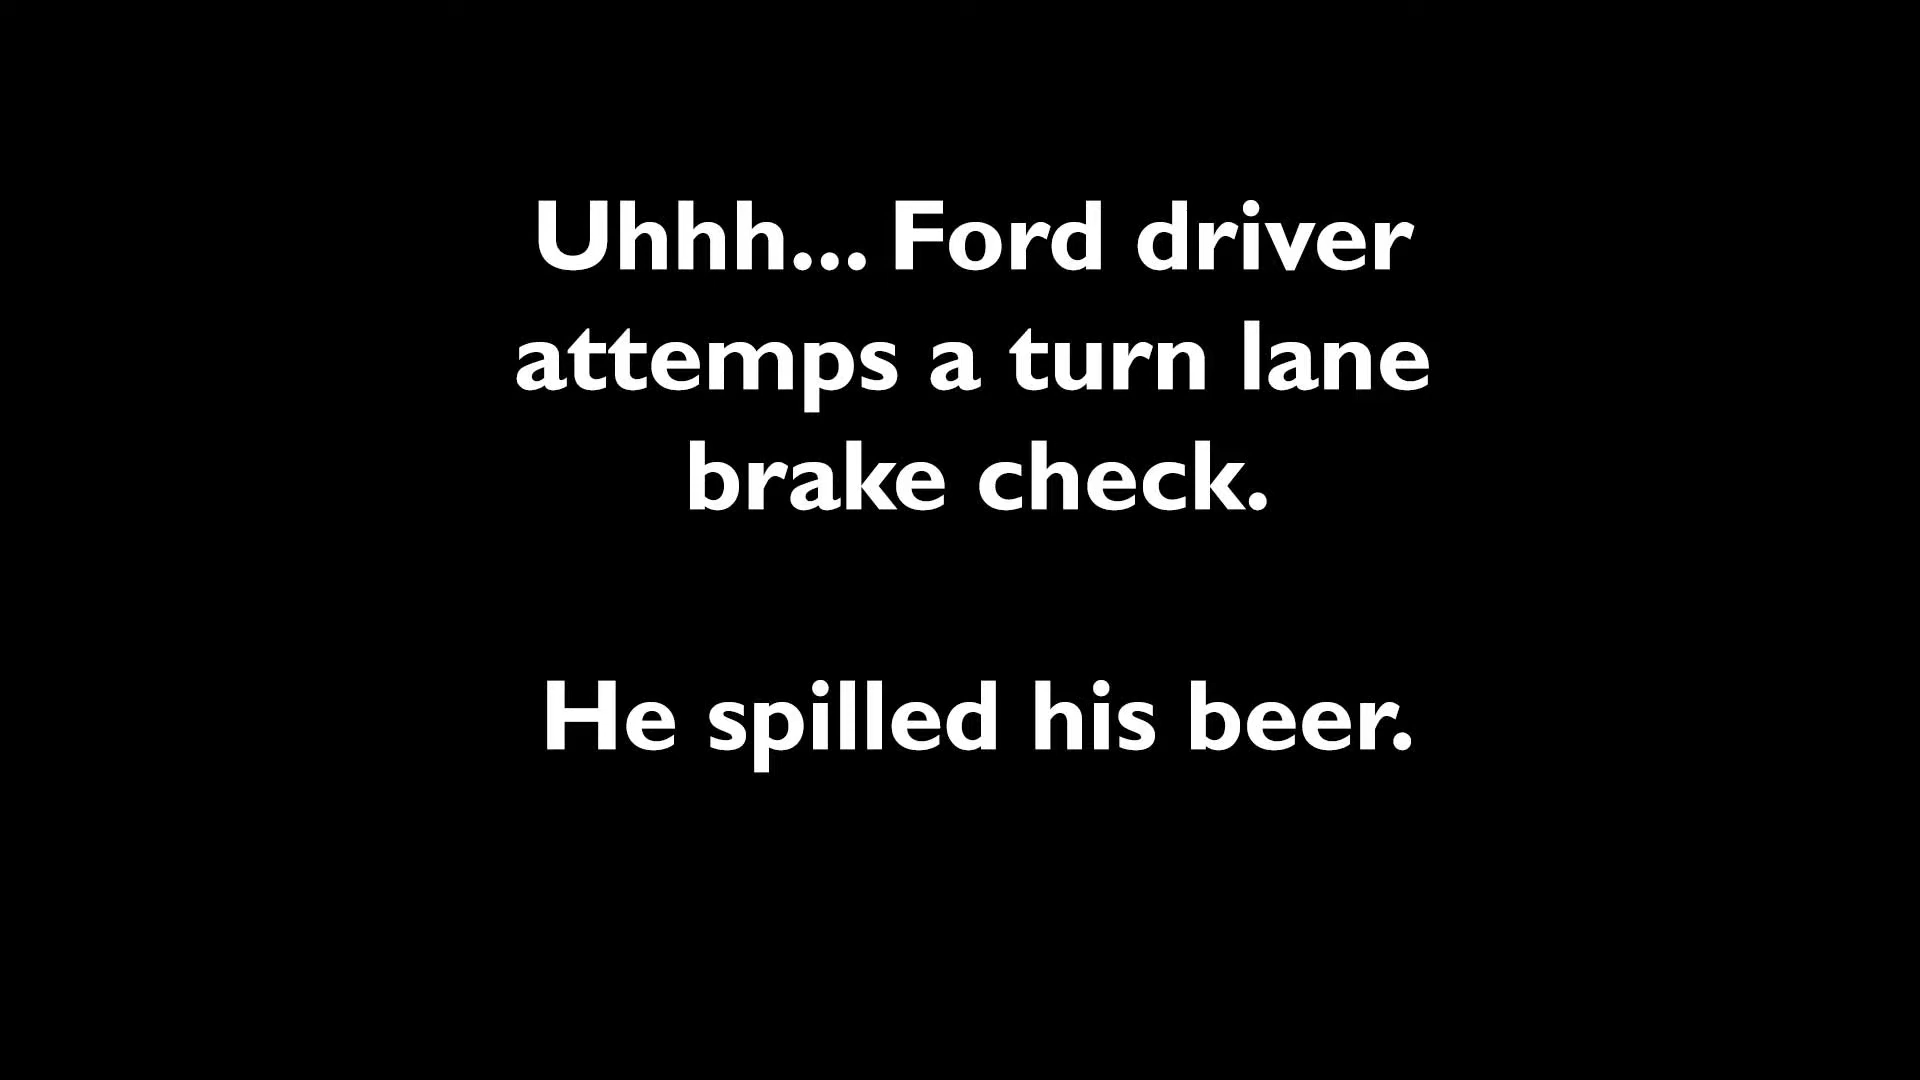 Uhhh... Ford driver
attemps a turn lane
brake check.
He spilled his beer.